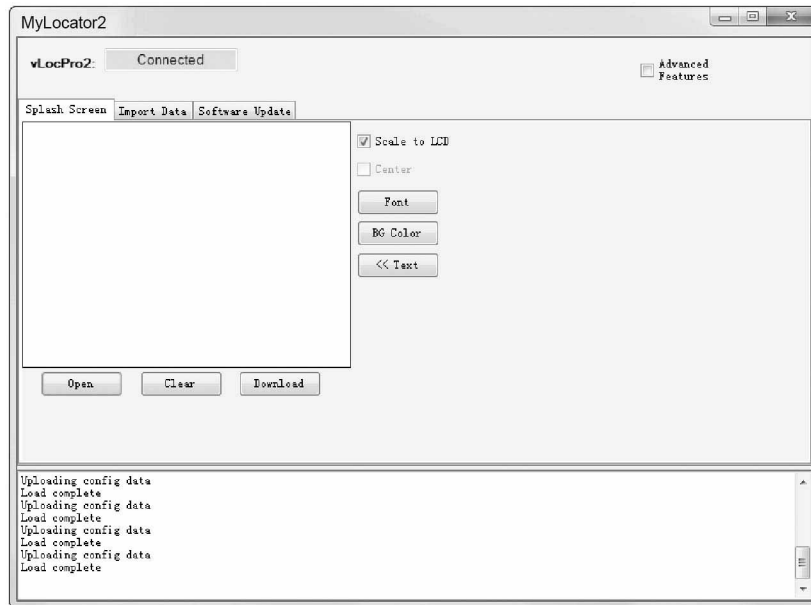 MyLocator2
vLocPro2: Connected
Advanced
Features
Splash Screen Import Data Software Update
Scale to LCD
Center
Font
BG Color
<< Text
Open Clear Download
Uploading config data
Load complete
Uploading config data
Load complete
Uploading config data
Load complete
Uploading config data
Load complete